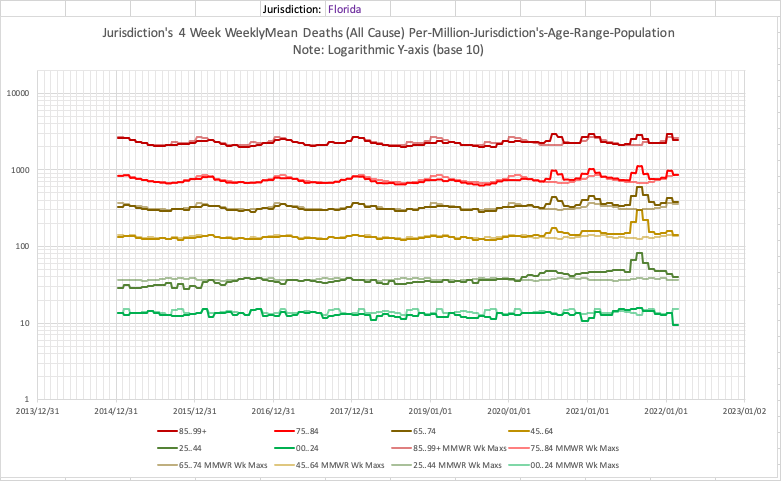 Jurisdiction: Florida
Jurisdiction's 4 Week WeeklyMean Deaths (All Cause) Per-Million-Jurisdiction's-Age-Range-Population
Note: Logarithmic Y-axis (base 10)
10000
1000
100
10
1
2013/12/31 2014/12/31 2015/12/31 2016/12/31 2017/12/31 2019/01/01 2020/01/01 2021/01/01 2022/01/01 2023/01/02
85..99+ 75..84 65..74 45..64
25..44 00..24 85..99+ MMWR Wk Maxs 75..84 MMWR Wk Maxs
65..74 MMWR Wk Maxs 45..64 MMWR Wk Maxs 25..44 MMWR Wk Maxs 00..24 MMWR Wk Maxs